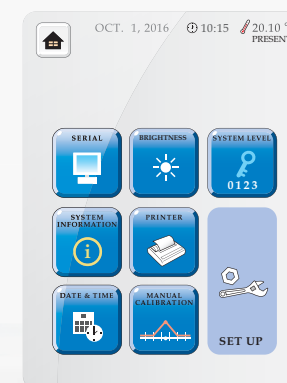 OCT. 1, 2016 10:15 20.10 °
PRESENT
SERIAL
BRIGHTNESS
SYSTEM LEVEL
0123
SYSTEM
INFORMATION
PRINTER
DATE & TIME
MANUAL
CALIBRATION
SET UP